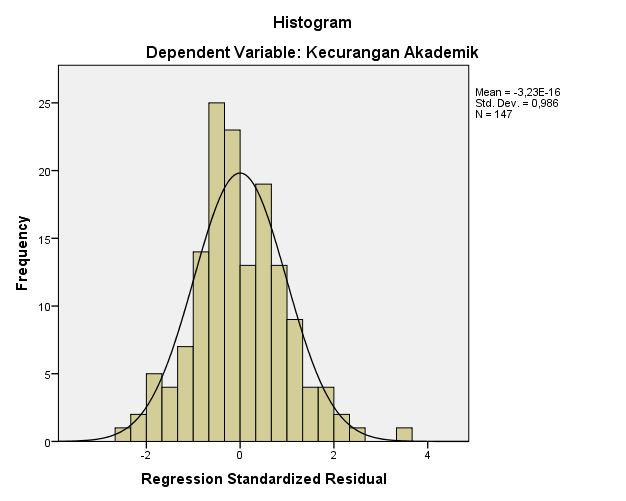 Histogram
Dependent Variable: Kecurangan Akademik
Mean = -3,23E-16
Std. Dev. = 0,986
N = 147
Frequency
25
20
15
10
5
0
-2 0 2 4
Regression Standardized Residual